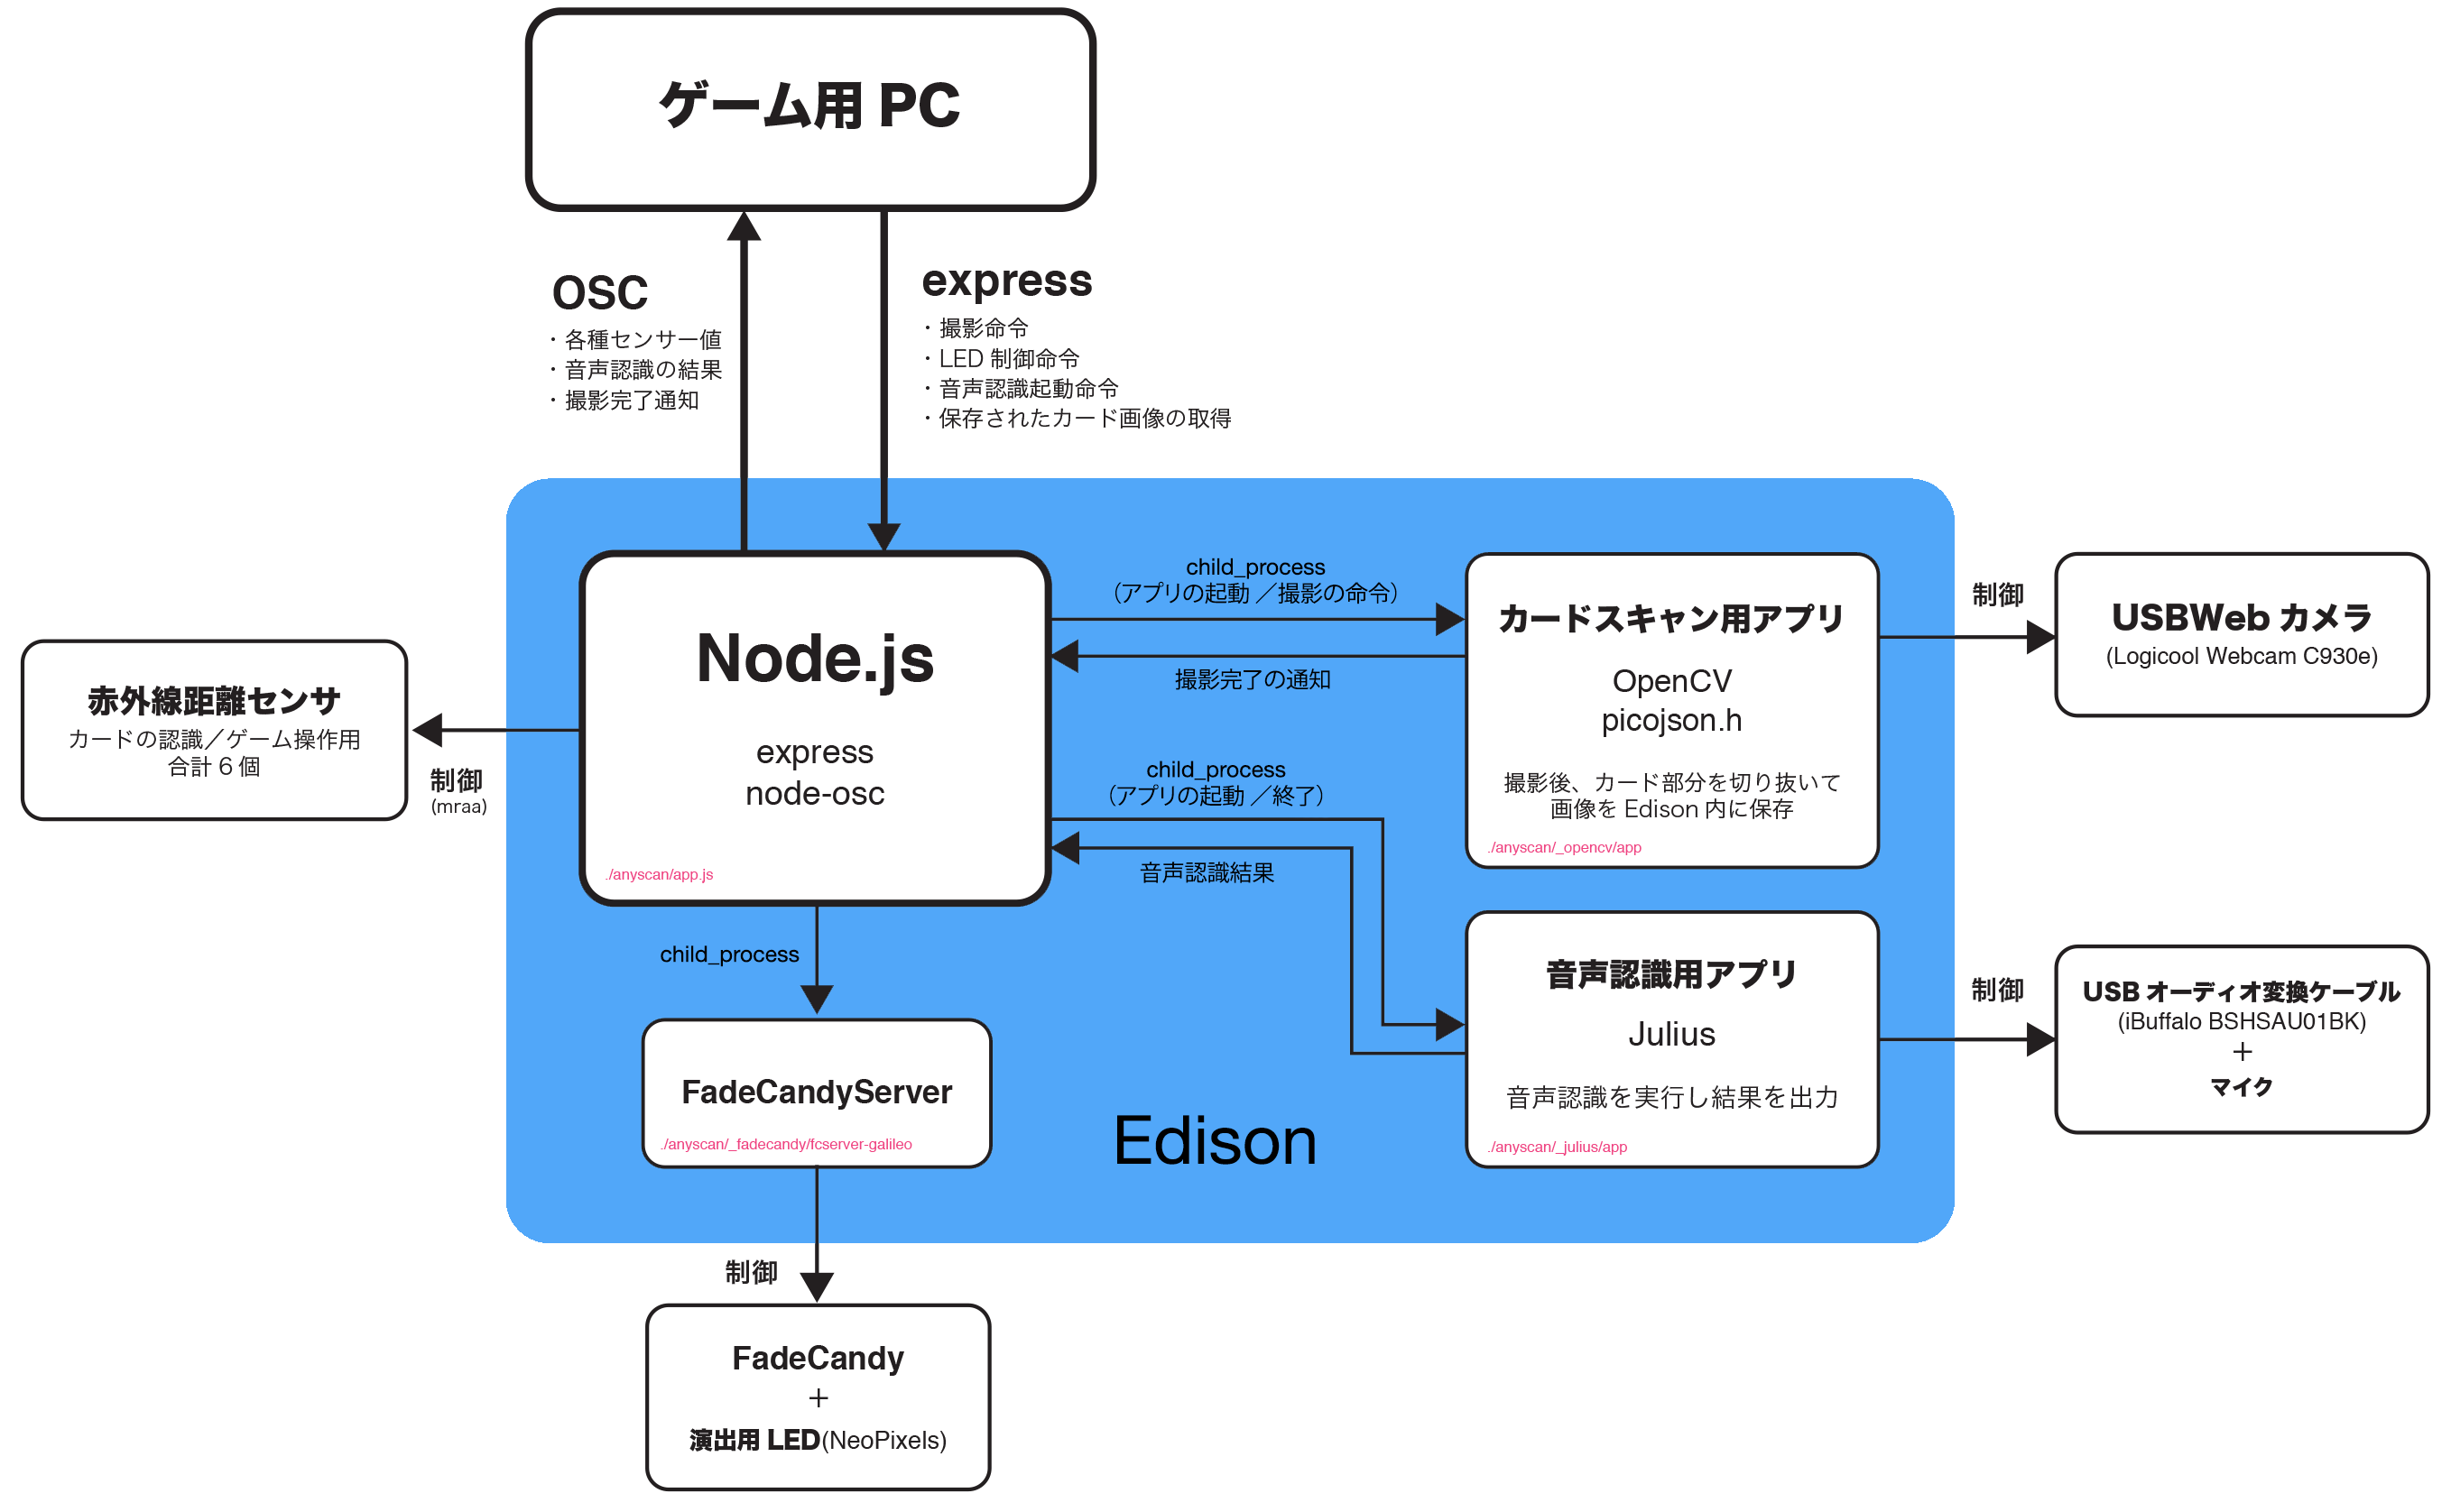 ゲーム用 PC
OSC
・各種センサー値
・音声認識の結果
・撮影完了通知
express
・撮影命令
・LED 制御命令
・音声認識起動命令
・保存されたカード画像の取得
赤外線距離センサ
カードの認識／ゲーム操作用
合計 6 個
制御
(mraa)
Node.js
express
node-osc
./anyscan/app.js
child_process
（アプリの起動 ／撮影の命令）
撮影完了の通知
child_process
（アプリの起動 ／終了）
音声認識結果
カードスキャン用アプリ
OpenCV
picojson.h
撮影後、カード部分を切り抜いて
画像を Edison 内に保存
./anyscan/_opencv/app
制御
USBWeb カメラ
(Logicool Webcam C930e)
child_process
FadeCandyServer
./anyscan/_fadecandy/fcserver-galileo
Edison
音声認識用アプリ
Julius
音声認識を実行し結果を出力
./anyscan/_julius/app
制御
USB オーディオ変換ケーブル
(iBuffalo BSHSAU01BK)
＋
マイク
制御
FadeCandy
＋
演出用 LED(NeoPixels)